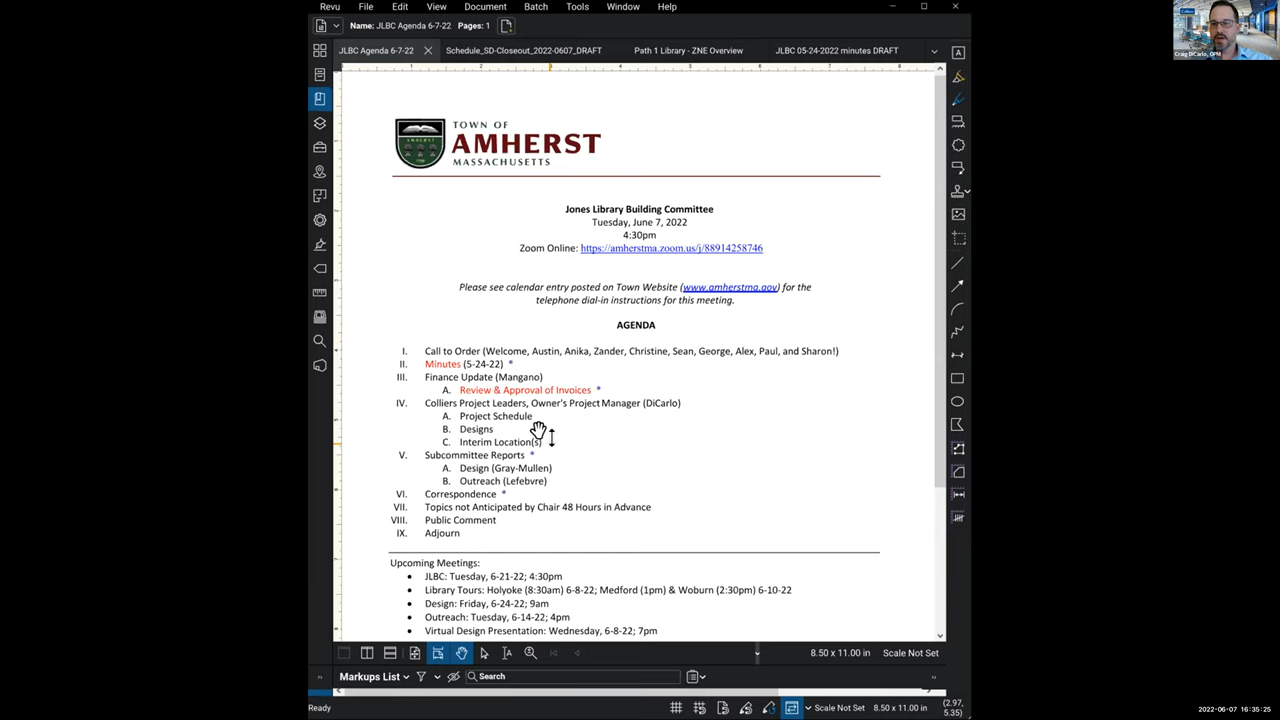 Revu File Edit View Document Batch Tools Window Help
Name: JLBC Agenda 6-7-22 Pages: 1
JLBC Agenda 6-7-22 Schedule_SD-Closeout_2022-0607_DRAFT Path 1 Library - ZNE Overview JLBC 05-24-2022 minutes DRAFT
TOWN OF
AMHERST
MASSACHUSETTS
Jones Library Building Committee
Tuesday, June 7, 2022
4:30pm
Zoom Online: https://amherstma.zoom.us/j/88914258746
Please see calendar entry posted on Town Website (www.amherstma.gov) for the
telephone dial-in instructions for this meeting.
AGENDA
I. Call to Order (Welcome, Austin, Anika, Zander, Christine, Sean, George, Alex, Paul, and Sharon!)
II. Minutes (5-24-22) *
III. Finance Update (Mangano)
A. Review & Approval of Invoices *
IV. Colliers Project Leaders, Owner's Project Manager (DiCarlo)
A. Project Schedule
B. Designs
C. Interim Location(s)
V. Subcommittee Reports *
A. Design (Gray-Mullen)
B. Outreach (Lefebvre)
VI. Correspondence *
VII. Topics not Anticipated by Chair 48 Hours in Advance
VIII. Public Comment
IX. Adjourn
Upcoming Meetings:
• JLBC: Tuesday, 6-21-22; 4:30pm
• Library Tours: Holyoke (8:30am) 6-8-22; Medford (1pm) & Woburn (2:30pm) 6-10-22
• Design: Friday, 6-24-22; 9am
• Outreach: Tuesday, 6-14-22; 4pm
• Virtual Design Presentation: Wednesday, 6-8-22; 7pm
8.50 x 11.00 in Scale Not Set
Markups List Search
Ready Scale Not Set 8.50 x 11.00 in (2.97, 5.35)
Craig DiCarlo, OPM
2022-06-07 16:35:25